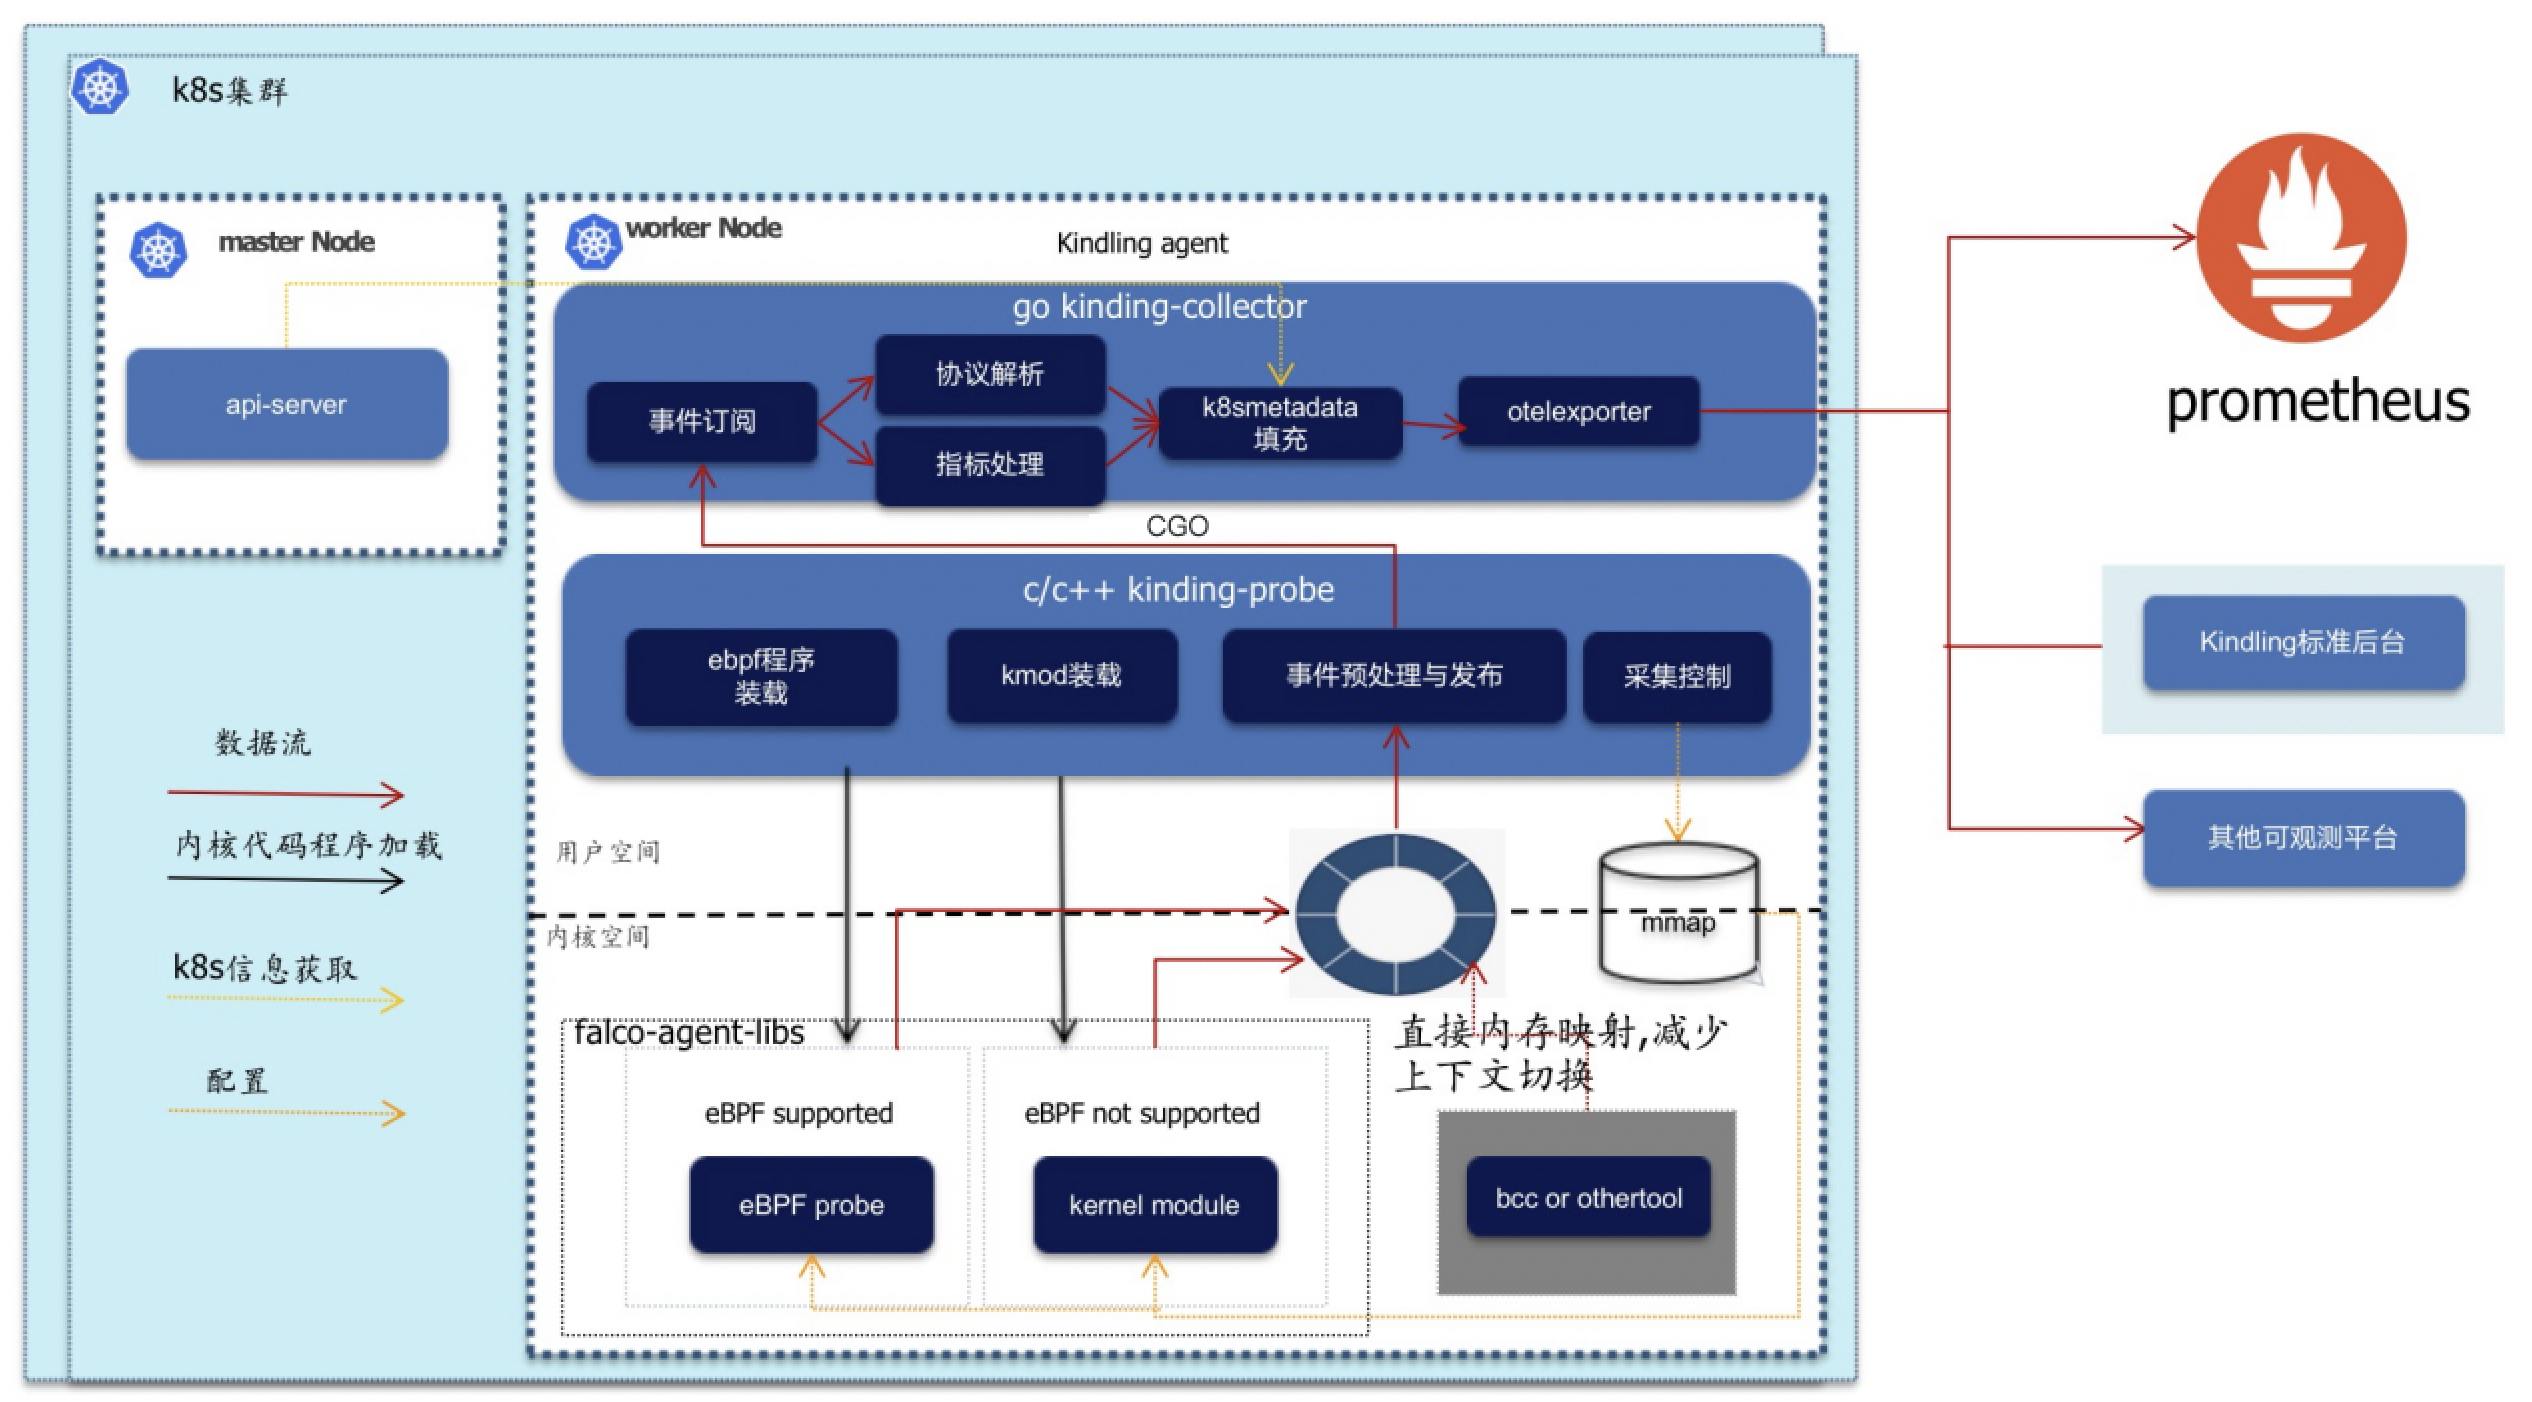 k8s集群
master Node
api-server
worker Node
Kindling agent
go kinding-collector
事件订阅
协议解析
指标处理
k8smetadata
填充
otelexporter
CGO
c/c++ kinding-probe
ebpf程序
装载
kmod装载
事件预处理与发布
采集控制
用户空间
内核空间
mmap
直接内存映射,减少
上下文切换
falco-agent-libs
eBPF supported
eBPF probe
eBPF not supported
kernel module
bcc or othertool
数据流
内核代码程序加载
k8s信息获取
配置
prometheus
Kindling标准后台
其他可观测平台